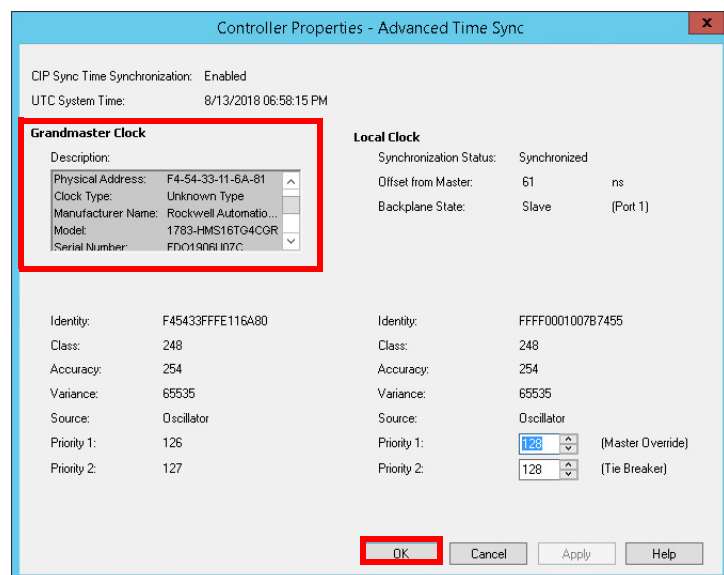 Controller Properties - Advanced Time Sync
x
CIP Sync Time Synchronization: Enabled
UTC System Time: 8/13/2018 06:58:15 PM
Grandmaster Clock
Description:
Physical Address: F4-54-33-11-6A-81
Clock Type: Unknown Type
Manufacturer Name: Rockwell Automatio...
Model: 1783-HMS16TG4CGR
Serial Number: FDO1906U07C
Local Clock
Synchronization Status: Synchronized
Offset from Master: 61 ns
Backplane State: Slave (Port 1)
Identity: F45433FFFE116A80
Class: 248
Accuracy: 254
Variance: 65535
Source: Oscillator
Priority 1: 126
Priority 2: 127
Identity: FFFF0001007B7455
Class: 248
Accuracy: 254
Variance: 65535
Source: Oscillator
Priority 1: 128 (Master Override)
Priority 2: 128 (Tie Breaker)
OK Cancel Apply Help